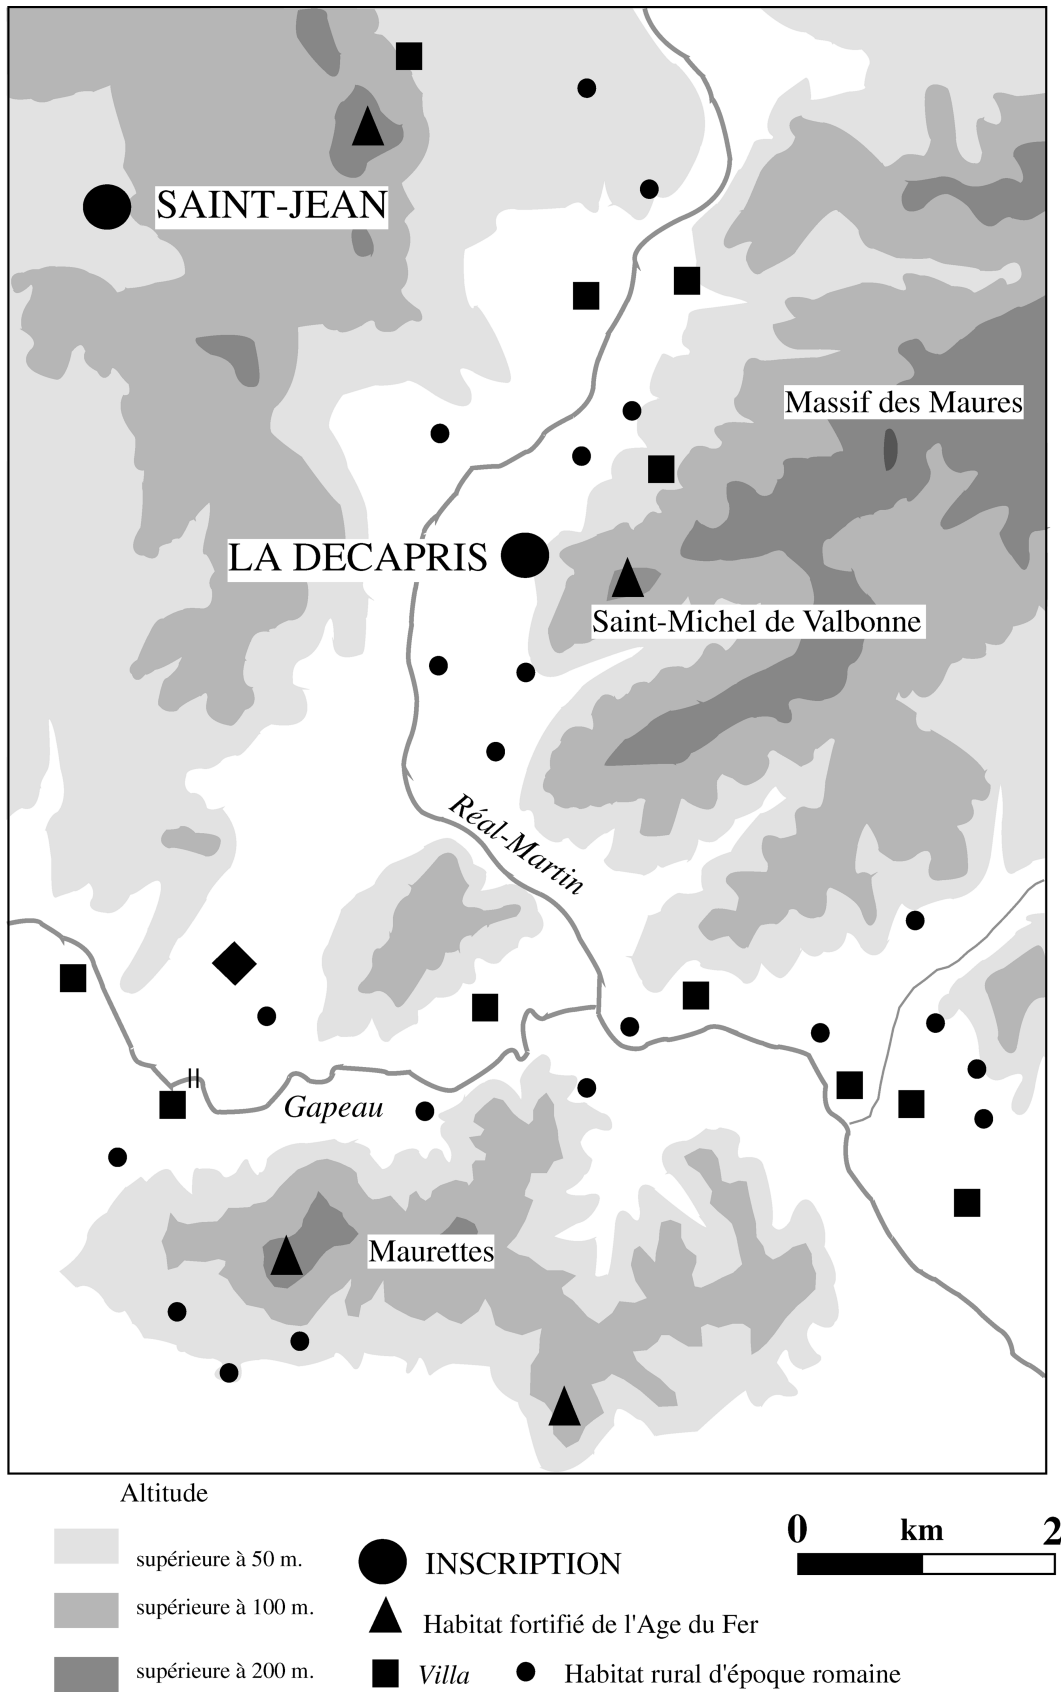 SAINT-JEAN
Massif des Maures
LA DECAPRIS
Saint-Michel de Valbonne
Réal-Martin
Gapeau
Maurettes
Altitude
supérieure à 50 m.
supérieure à 100 m.
supérieure à 200 m.
INSCRIPTION
Habitat fortifié de l'Age du Fer
Villa
Habitat rural d'époque romaine
0 km 2